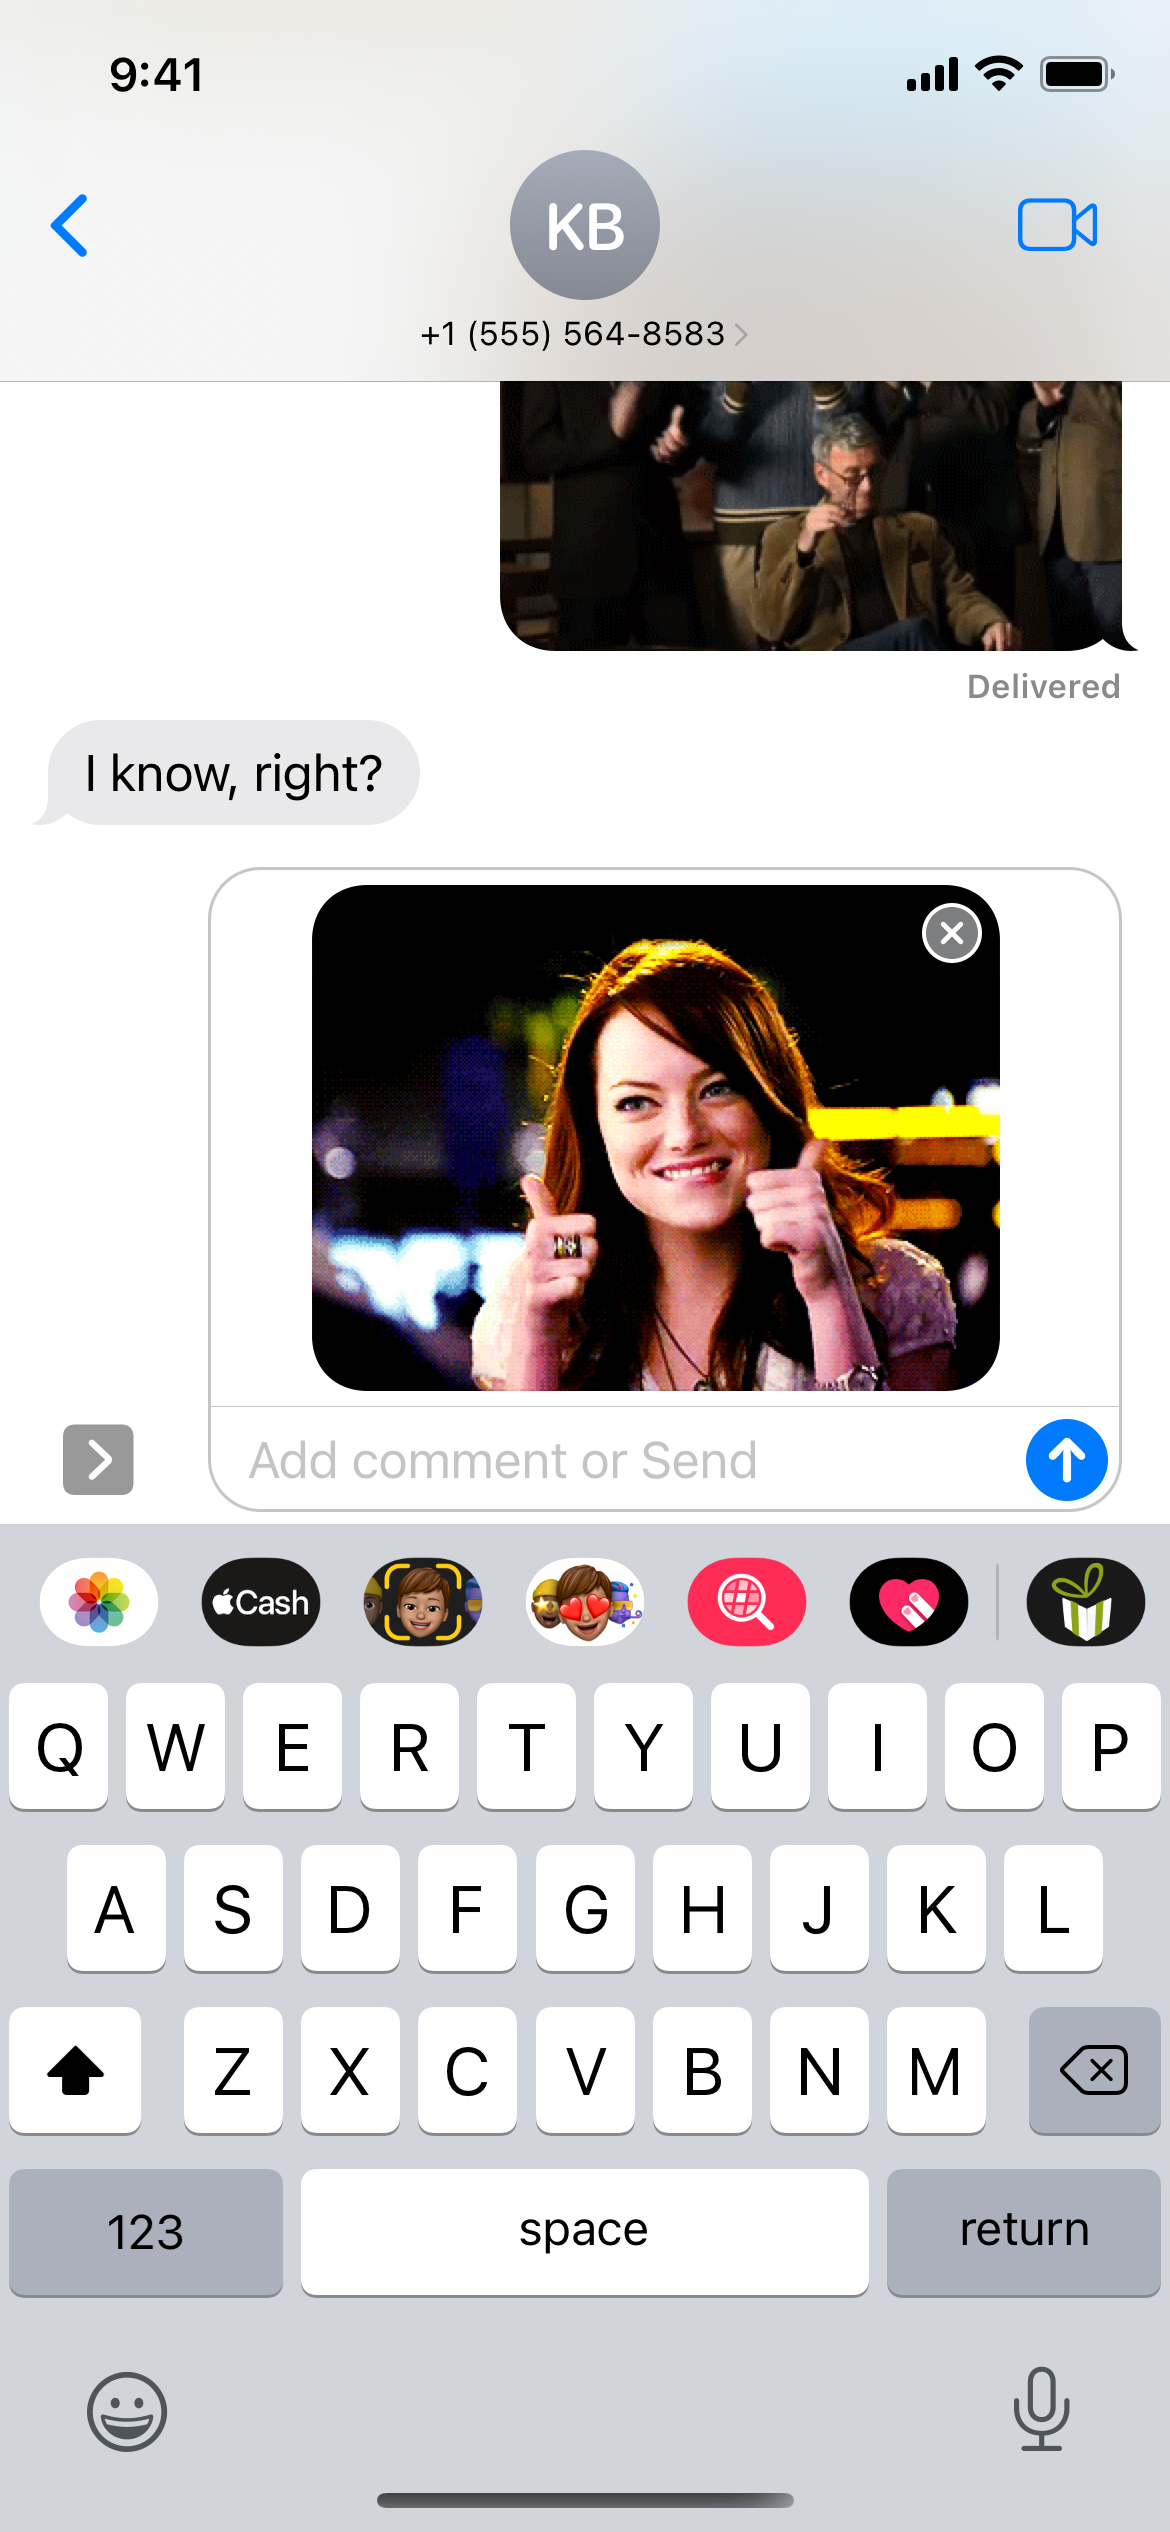 9:41
KB
+1 (555) 564-8583
Delivered
I know, right?
Add comment or Send
Cash
Q W E R T Y U I O P
A S D F G H J K L
Z X C V B N M
123 space return